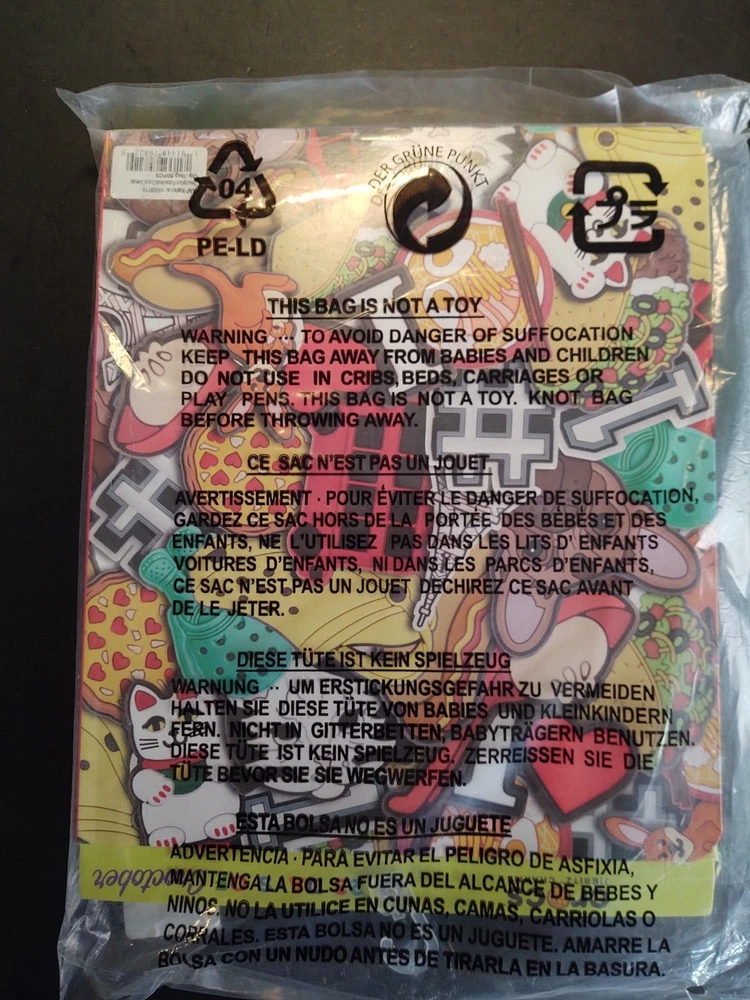 04
PE-LD
DER GRÜNE PUNKT
プラ
THIS BAG IS NOT A TOY
WARNING ··· TO AVOID DANGER OF SUFFOCATION
KEEP THIS BAG AWAY FROM BABIES AND CHILDREN
DO NOT USE IN CRIBS, BEDS, CARRIAGES OR
PLAY PENS. THIS BAG IS NOT A TOY. KNOT BAG
BEFORE THROWING AWAY.
CE SAC N'EST PAS UN JOUET
AVERTISSEMENT · POUR ÉVITER LE DANGER DE SUFFOCATION,
GARDEZ CE SAC HORS DE LA PORTÉE DES BÉBÉS ET DES
ENFANTS, NE L'UTILISEZ PAS DANS LES LITS D' ENFANTS
VOITURES D'ENFANTS, NI DANS LES PARCS D'ENFANTS,
CE SAC N'EST PAS UN JOUET DECHIREZ CE SAC AVANT
DE LE JÉTER.
DIESE TÜTE IST KEIN SPIELZEUG
WARNUNG ·· UM ERSTICKUNGSGEFAHR ZU VERMEIDEN
HALTEN SIE DIESE TÜTE VON BABIES UND KLEINKINDERN
FERN. NICHT IN GITTERBETTEN, BABYTRÄGERN BENUTZEN.
DIESE TÜTE IST KEIN SPIELZEUG. ZERREISSEN SIE DIE
TÜTE BEVOR SIE SIE WEGWERFEN.
ESTA BOLSA NO ES UN JUGUETE
ADVERTENCIA · PARA EVITAR EL PELIGRO DE ASFIXIA,
MANTENGA LA BOLSA FUERA DEL ALCANCE DE BEBES Y
NINOS. NO LA UTILICE EN CUNAS, CAMAS, CARRIOLAS O
CORRALES. ESTA BOLSA NO ES UN JUGUETE. AMARRE LA
BOLSA CON UN NUDO ANTES DE TIRARLA EN LA BASURA.
Croctober
JIBBITZ CHARMS
crocs